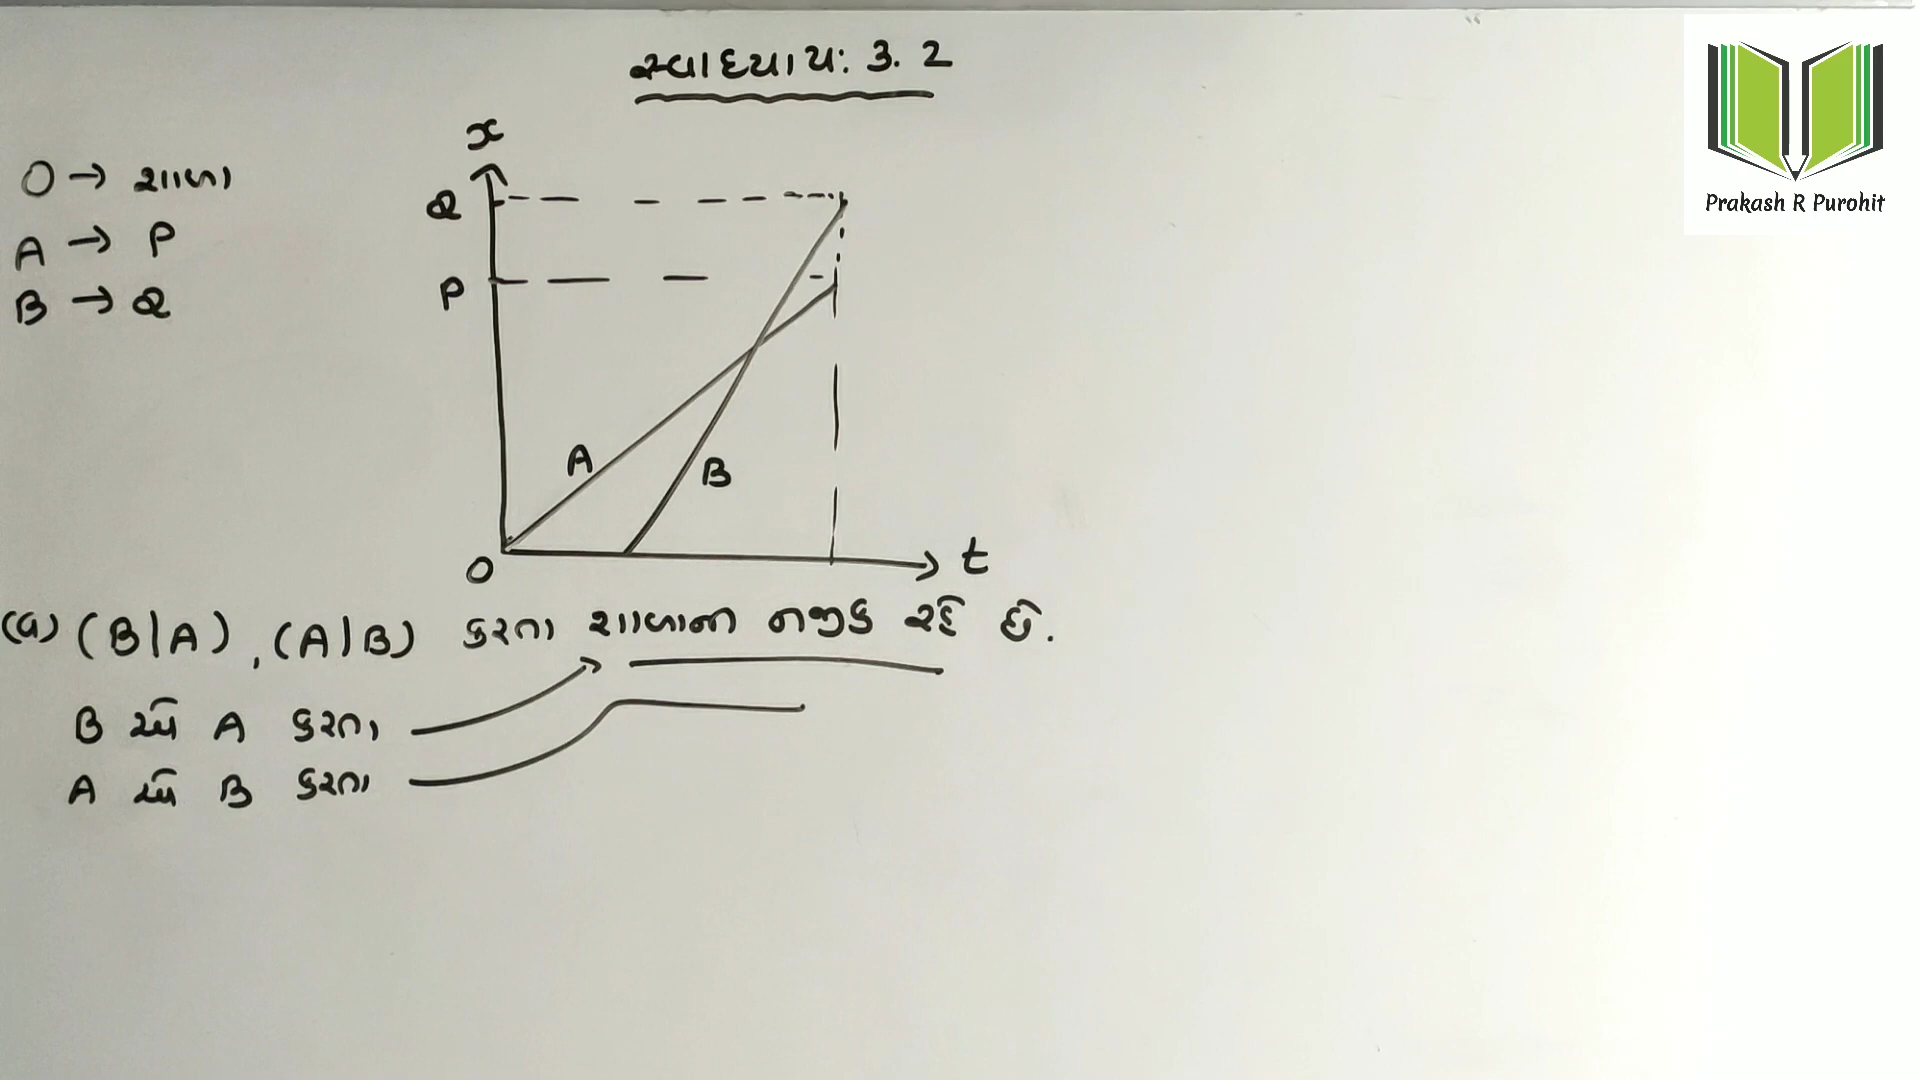 સ્વાધ્યાય: 3.2
O → શાળા
A → P
B → Q
x
Q
P
A
B
O
t
(a) (B|A), (A|B) કરતા શાળાની નજીક રહે છે.
B એ A કરતા
A એ B કરતા
Prakash R Purohit